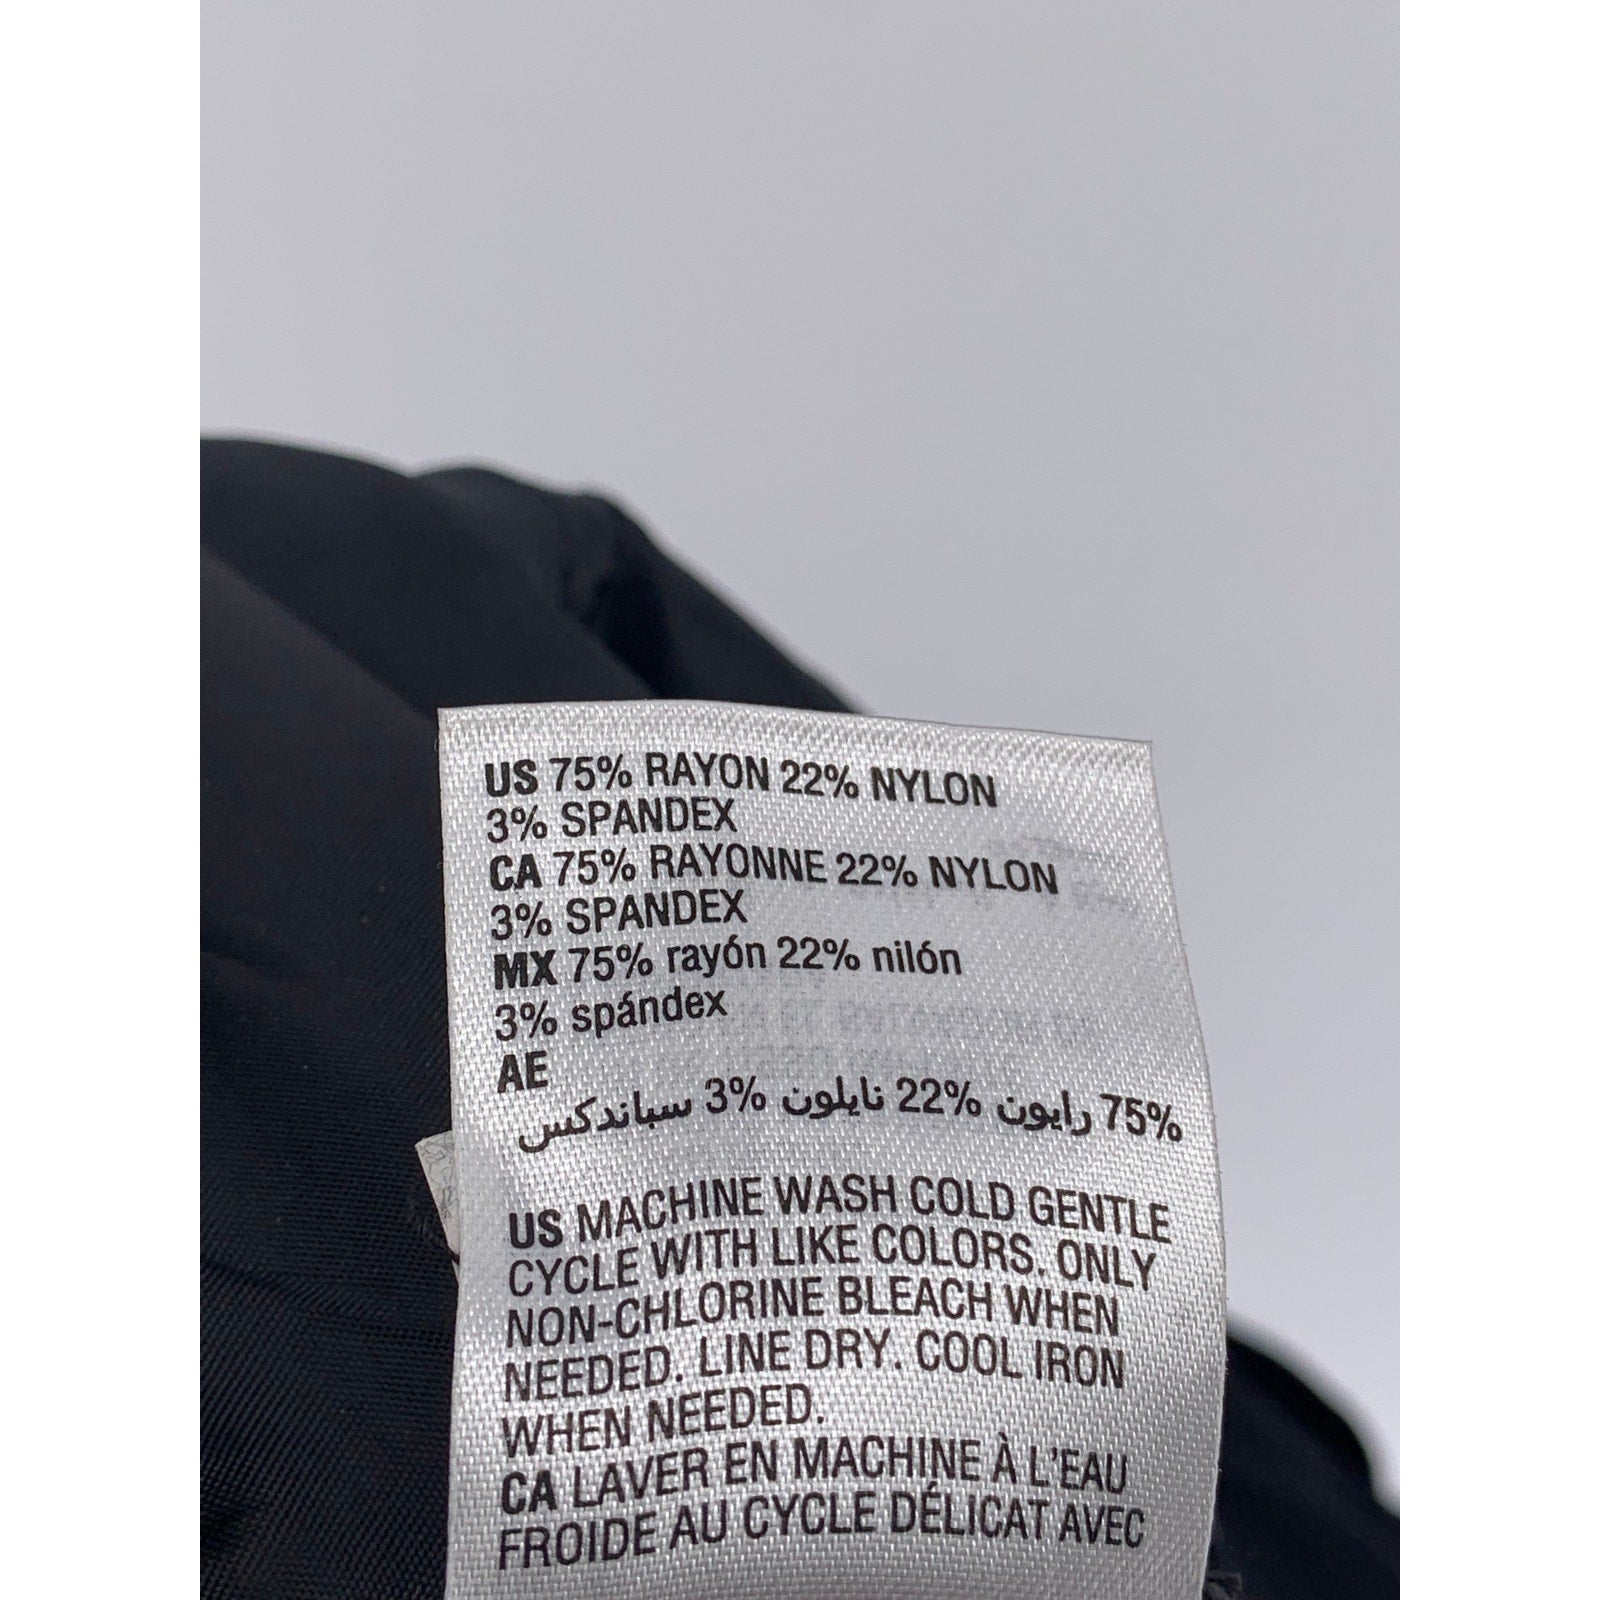 US 75% RAYON 22% NYLON
3% SPANDEX
CA 75% RAYONNE 22% NYLON
3% SPANDEX
MX 75% rayón 22% nilón
3% spándex
AE
75% رايون 22% نايلون 3% سباندكس
US MACHINE WASH COLD GENTLE
CYCLE WITH LIKE COLORS. ONLY
NON-CHLORINE BLEACH WHEN
NEEDED. LINE DRY. COOL IRON
WHEN NEEDED.
CA LAVER EN MACHINE À L'EAU
FROIDE AU CYCLE DÉLICAT AVEC